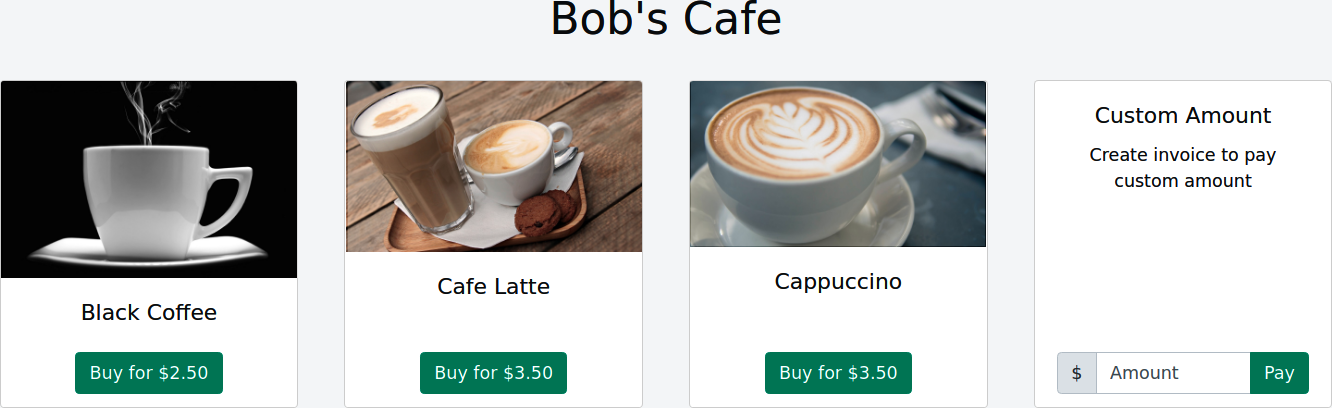 Bob's Cafe
Black Coffee
Buy for $2.50
Cafe Latte
Buy for $3.50
Cappuccino
Buy for $3.50
Custom Amount
Create invoice to pay
custom amount
$ Amount Pay